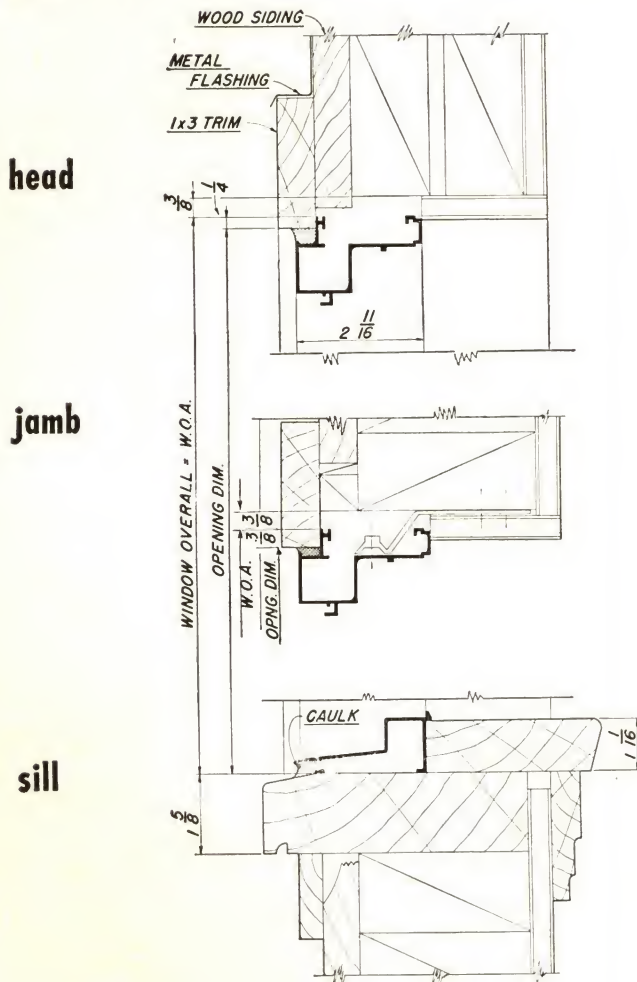 WOOD SIDING
METAL
FLASHING
1x3 TRIM
head
3/8
1/4
2 11/16
jamb
WINDOW OVERALL = W.O.A.
OPENING DIM.
3/8
3/8
W.O.A.
OPNG. DIM.
CAULK
1 1/16
sill
1 5/8